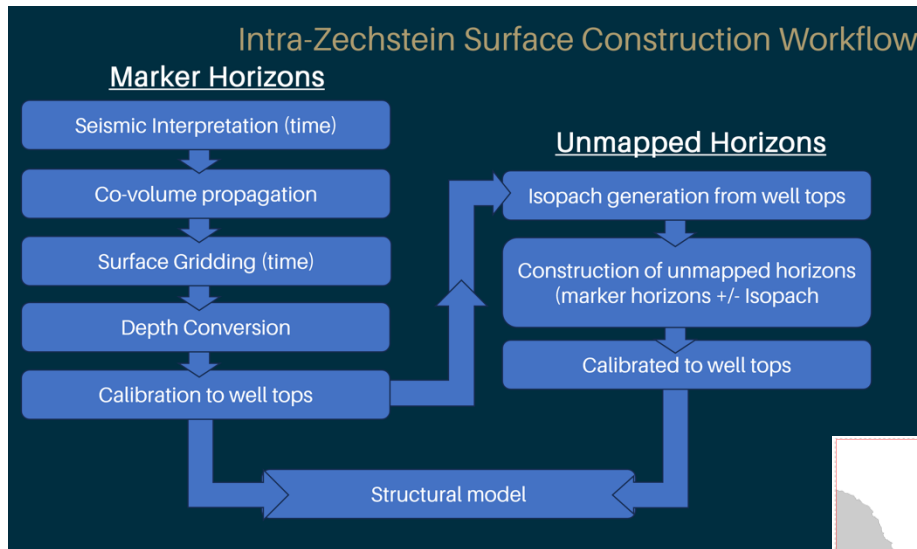 Intra-Zechstein Surface Construction Workflow
Marker Horizons
Seismic Interpretation (time)
Co-volume propagation
Surface Gridding (time)
Depth Conversion
Calibration to well tops
Unmapped Horizons
Isopach generation from well tops
Construction of unmapped horizons
(marker horizons +/- Isopach
Calibrated to well tops
Structural model